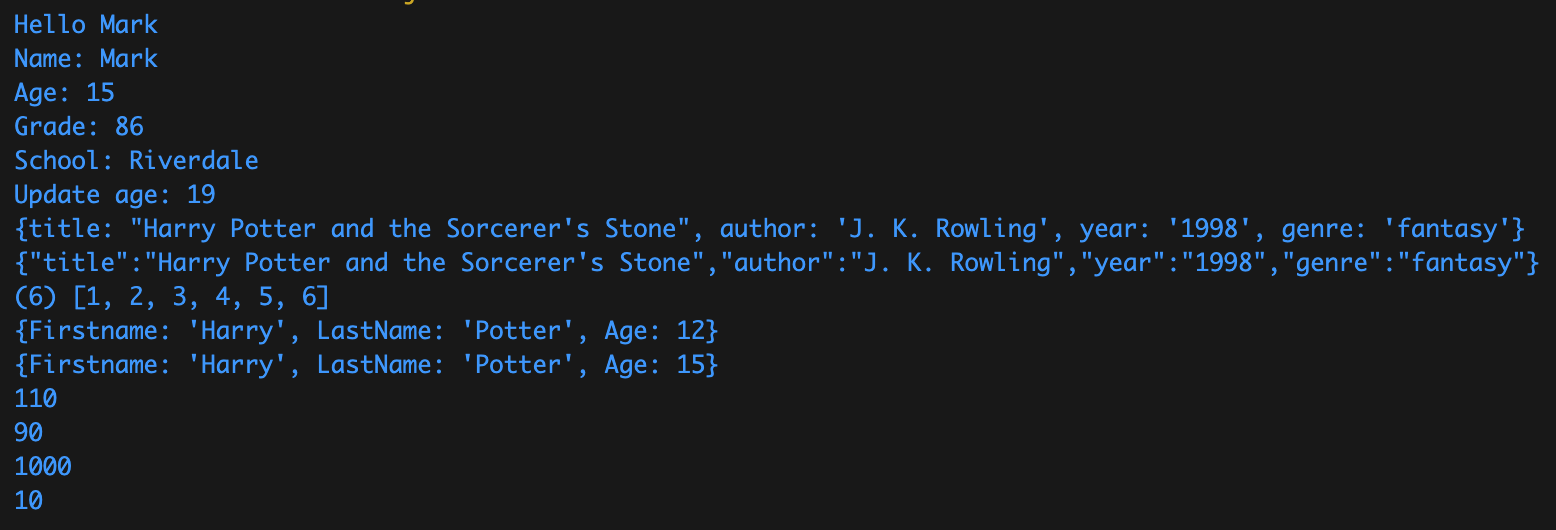 Hello Mark
Name: Mark
Age: 15
Grade: 86
School: Riverdale
Update age: 19
{title: "Harry Potter and the Sorcerer's Stone", author: 'J. K. Rowling', year: '1998', genre: 'fantasy'}
{"title":"Harry Potter and the Sorcerer's Stone","author":"J. K. Rowling","year":"1998","genre":"fantasy"}
(6) [1, 2, 3, 4, 5, 6]
{Firstname: 'Harry', LastName: 'Potter', Age: 12}
{Firstname: 'Harry', LastName: 'Potter', Age: 15}
110
90
1000
10